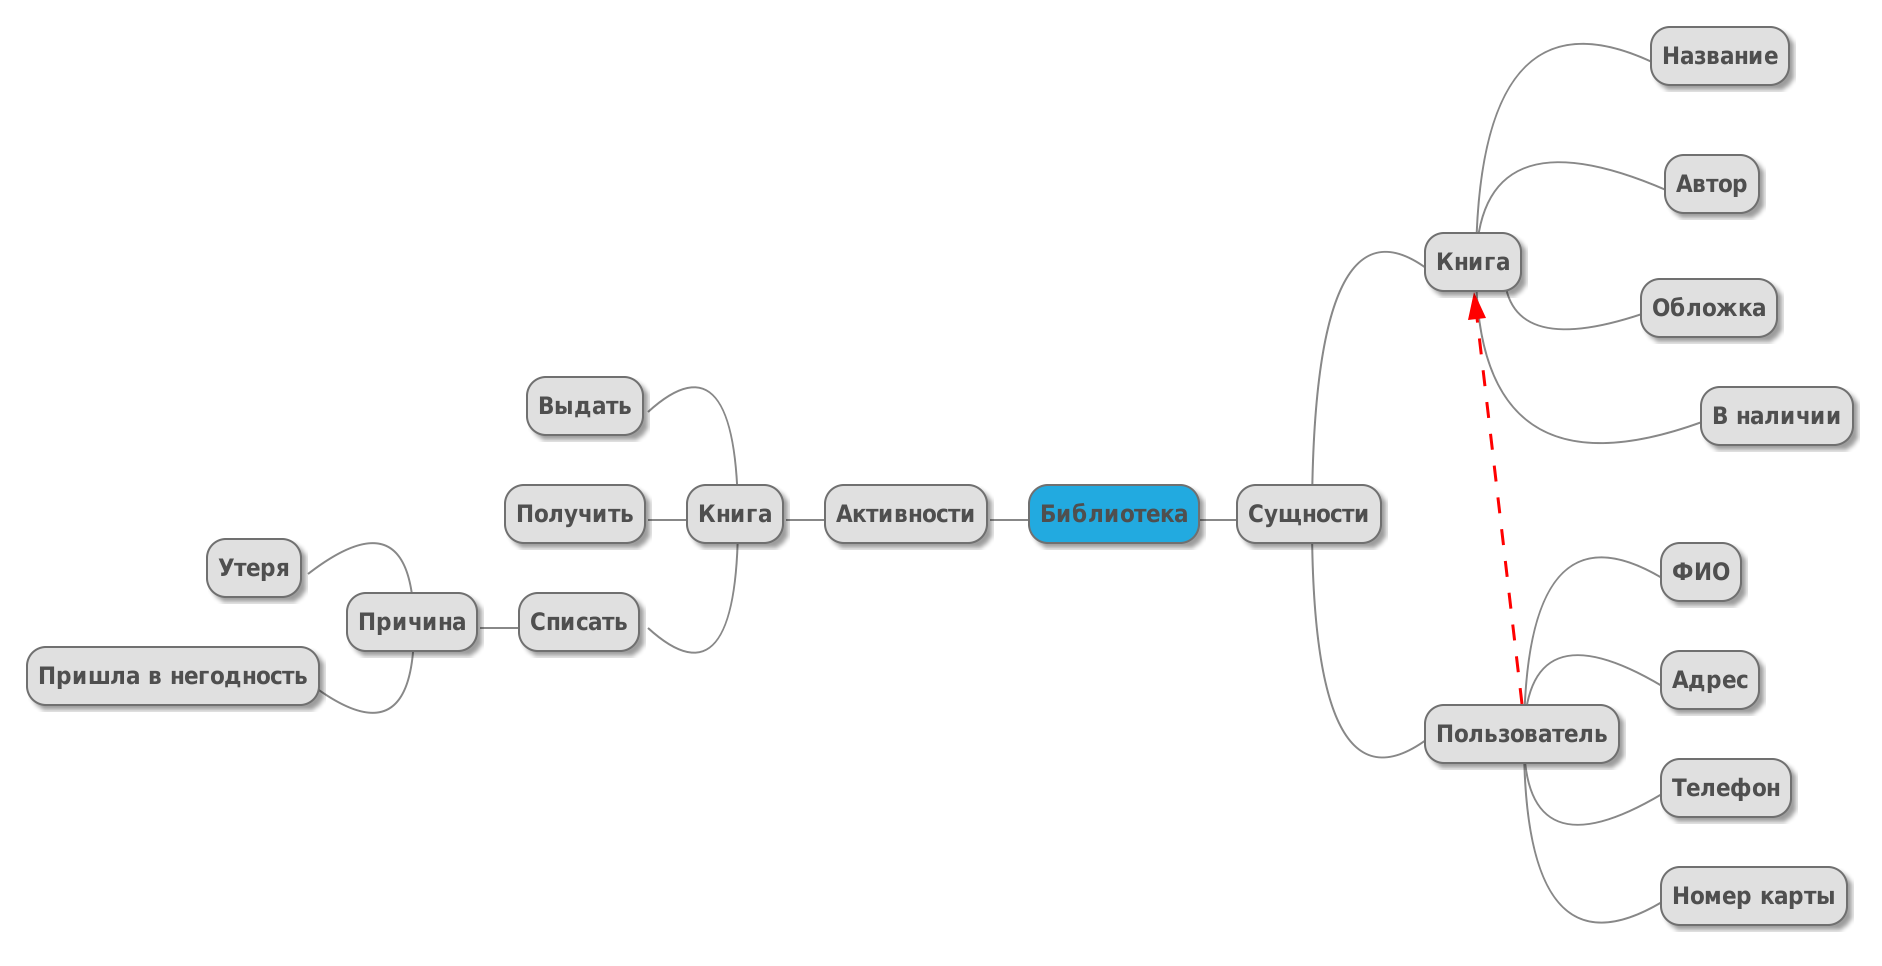 Название
Автор
Книга
Обложка
В наличии
Выдать
Получить
Книга
Активности
Библиотека
Сущности
Утеря
Причина
Списать
Пришла в негодность
ФИО
Адрес
Пользователь
Телефон
Номер карты